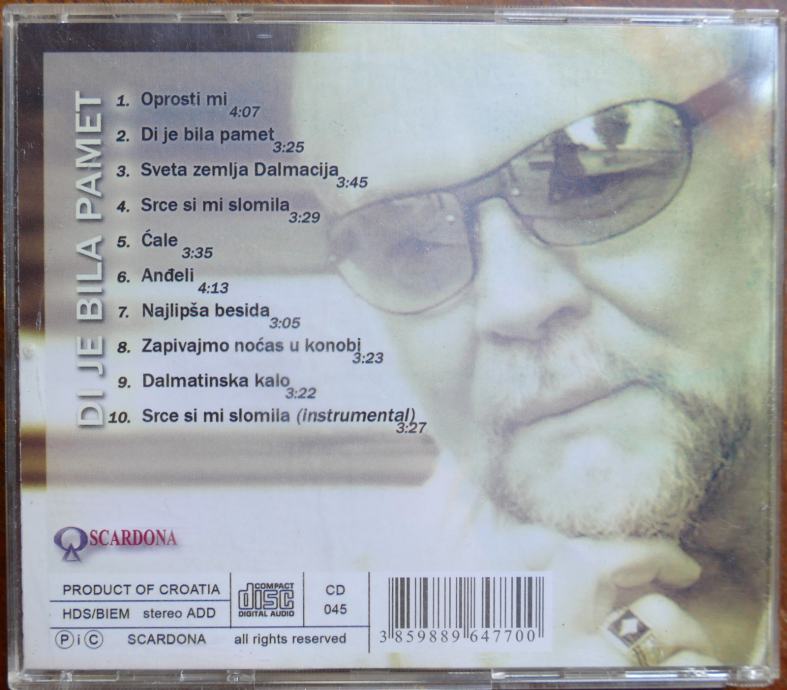 DI JE BILA PAMET
1. Oprosti mi 4:07
2. Di je bila pamet 3:25
3. Sveta zemlja Dalmacija 3:45
4. Srce si mi slomila 3:29
5. Ćale 3:35
6. Anđeli 4:13
7. Najlipša besida 3:05
8. Zapivajmo noćas u konobi 3:23
9. Dalmatinska kalo 3:22
10. Srce si mi slomila (instrumental) 3:27
SCARDONA
PRODUCT OF CROATIA
HDS/BIEM stereo ADD
COMPACT disc DIGITAL AUDIO
CD 045
Ⓟ i Ⓒ SCARDONA all rights reserved
3 859889 647700